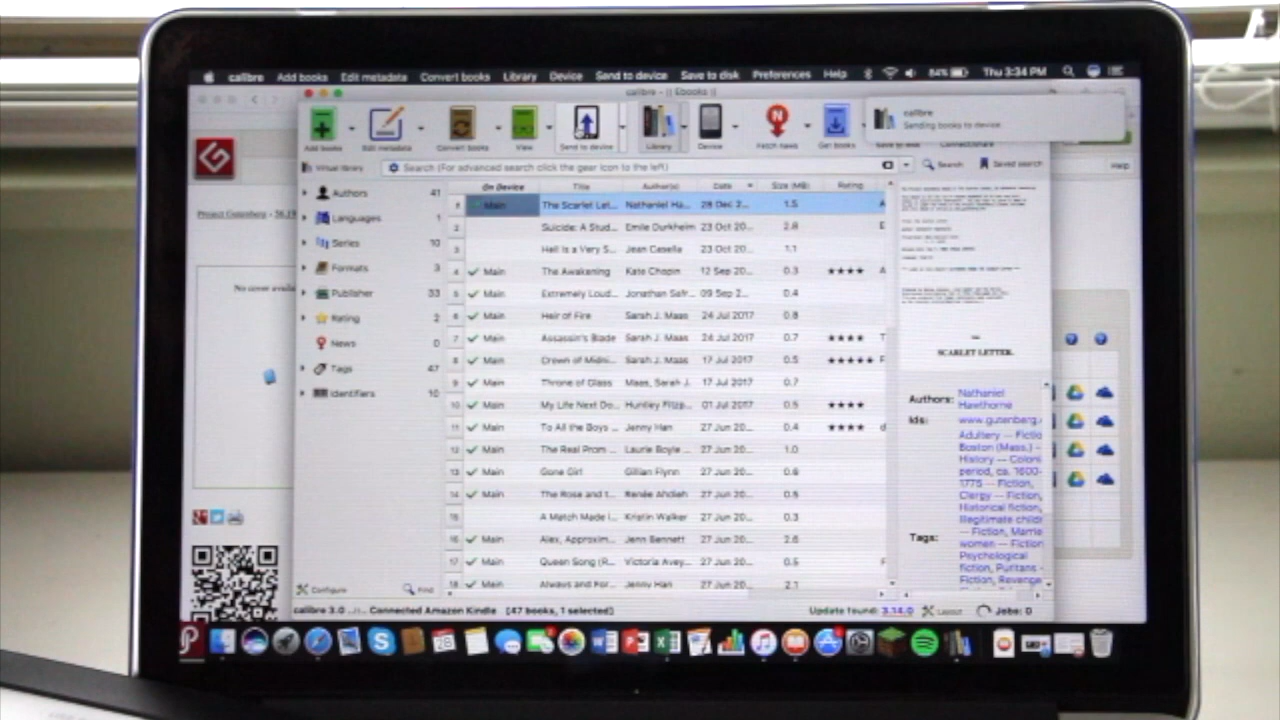 calibre Add books Edit metadata Convert books Library Device Send to device Save to disk Preferences Help 84% Thu 3:34 PM
calibre - || Ebooks ||
calibre
Sending books to device
Add books Edit metadata Convert books View Send to device Library Device Fetch news Get books
Virtual library Search (For advanced search click the gear icon to the left) Search Saved search Help
Authors 41
Languages 1
Series 10
Formats 3
Publisher 33
Rating 2
News 0
Tags 47
Identifiers 10
Configure Find
On Device Title Author(s) Date Size (MB) Rating
Main The Scarlet Let... Nathaniel Ha... 28 Dec 2... 1.5 A
2 Suicide: A Stud... Emile Durkheim 23 Oct 20... 2.8 E
3 Hell Is a Very S... Jean Casella 23 Oct 20... 1.1
4 ✓ Main The Awakening Kate Chopin 12 Sep 20... 0.3 ★★★★ A
5 ✓ Main Extremely Loud... Jonathan Safr... 09 Sep 2... 0.4
6 ✓ Main Heir of Fire Sarah J. Maas 24 Jul 2017 0.8
7 ✓ Main Assassin's Blade Sarah J. Maas 24 Jul 2017 0.7 ★★★★ T
8 ✓ Main Crown of Midni... Sarah J. Maas 17 Jul 2017 0.5 ★★★★★ F
9 ✓ Main Throne of Glass Maas, Sarah J. 17 Jul 2017 0.7
10 ✓ Main My Life Next Do... Huntley Fitzp... 01 Jul 2017 0.5 ★★★★
11 ✓ Main To All the Boys ... Jenny Han 27 Jun 20... 0.4 ★★★★ d
12 ✓ Main The Real Prom ... Laurie Boyle ... 27 Jun 20... 1.0
13 ✓ Main Gone Girl Gillian Flynn 27 Jun 20... 0.6
14 ✓ Main The Rose and t... Renée Ahdieh 27 Jun 20... 0.5
15 A Match Made i... Kristin Walker 27 Jun 20... 0.3
16 ✓ Main Alex, Approxim... Jenn Bennett 27 Jun 20... 2.6
17 ✓ Main Queen Song (R... Victoria Avey... 27 Jun 20... 0.5 F
18 ✓ Main Always and For... Jenny Han 27 Jun 20... 2.1
SCARLET LETTER.
Authors: Nathaniel
Hawthorne
Ids: www.gutenberg.
Tags: Adultery -- Fictio
Boston (Mass.) --
History -- Coloni
period, ca. 1600-
1775 -- Fiction,
Clergy -- Fiction,
Historical fiction,
Illegitimate childr
-- Fiction, Marrie
women -- Fiction
Psychological
fiction, Puritans --
Fiction, Revenge
calibre 3.0 Connected Amazon Kindle [47 books, 1 selected] Update found: 3.14.0 Layout Jobs: 0
Project Gutenberg
No cover availa